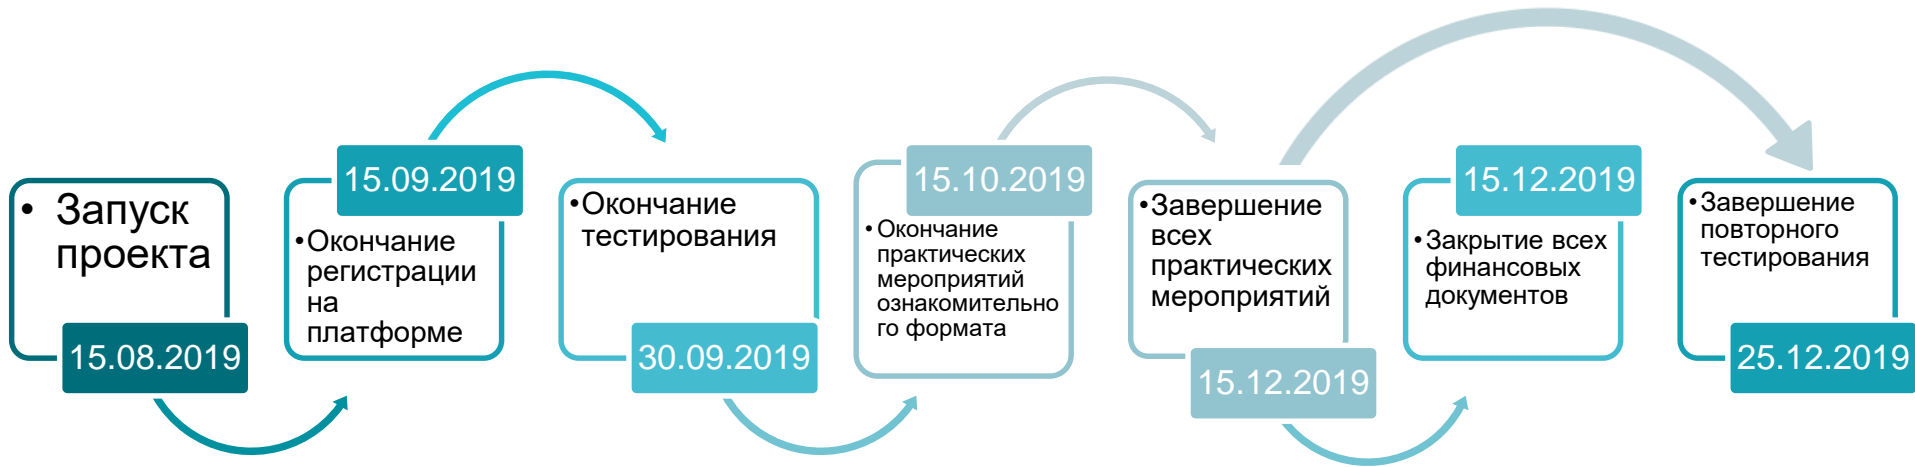 • Запуск
проекта
15.08.2019
15.09.2019
•Окончание
регистрации
на
платформе
•Окончание
тестирования
30.09.2019
15.10.2019
• Окончание
практических
мероприятий
ознакомительно
го формата
•Завершение
всех
практических
мероприятий
15.12.2019
15.12.2019
• Закрытие всех
финансовых
документов
•Завершение
повторного
тестирования
25.12.2019